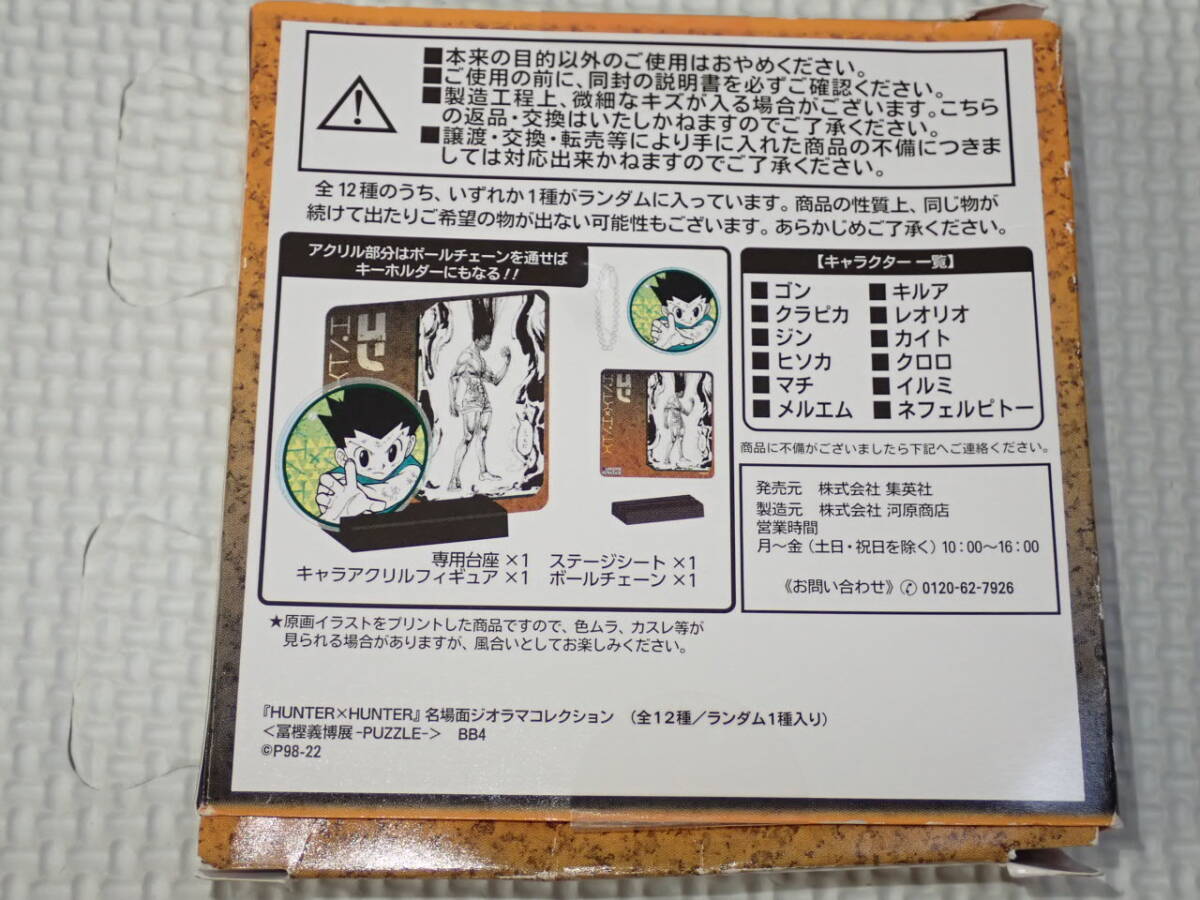 ■本来の目的以外のご使用はおやめください。
■ご使用の前に、同封の説明書を必ずご確認ください。
■製造工程上、微細なキズが入る場合がございます。こちら
の返品・交換はいたしかねますのでご了承ください。
■譲渡・交換・転売等により手に入れた商品の不備につきま
しては対応出来かねますのでご了承ください。
全12種のうち、いずれか1種がランダムに入っています。商品の性質上、同じ物が
続けて出たりご希望の物が出ない可能性もございます。あらかじめご了承ください。
アクリル部分はボールチェーンを通せば
キーホルダーにもなる!!
ゴン
専用台座 ×1 ステージシート ×1
キャラアクリルフィギュア ×1 ボールチェーン ×1
【キャラクター 一覧】
■ ゴン ■ キルア
■ クラピカ ■ レオリオ
■ ジン ■ カイト
■ ヒソカ ■ クロロ
■ マチ ■ イルミ
■ メルエム ■ ネフェルピトー
商品に不備がございましたら下記へご連絡ください。
発売元 株式会社 集英社
製造元 株式会社 河原商店
営業時間
月〜金（土日・祝日を除く）10：00〜16：00
《お問い合わせ》 0120-62-7926
★原画イラストをプリントした商品ですので、色ムラ、カスレ等が
見られる場合がありますが、風合いとしてお楽しみください。
『HUNTER×HUNTER』名場面ジオラマコレクション （全12種／ランダム1種入り）
＜冨樫義博展 -PUZZLE-＞ BB4
©P98-22